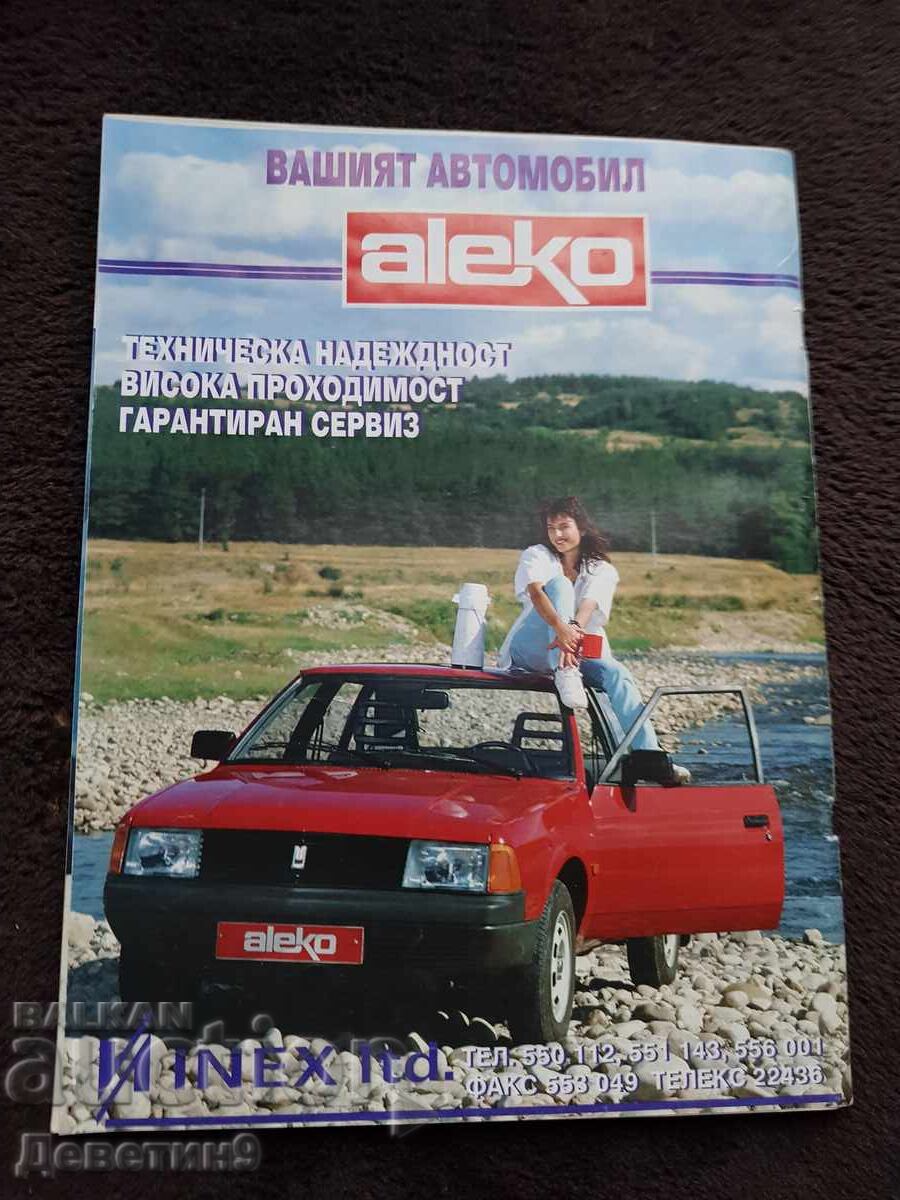 ВАШИЯТ АВТОМОБИЛ
aleko
ТЕХНИЧЕСКА НАДЕЖДНОСТ
ВИСОКА ПРОХОДИМОСТ
ГАРАНТИРАН СЕРВИЗ
aleko
INEX ltd.
ТЕЛ. 550 112, 551 143, 556 001
ФАКС 553 049 ТЕЛЕКС 22436
BALKAN
auction
Деветин9